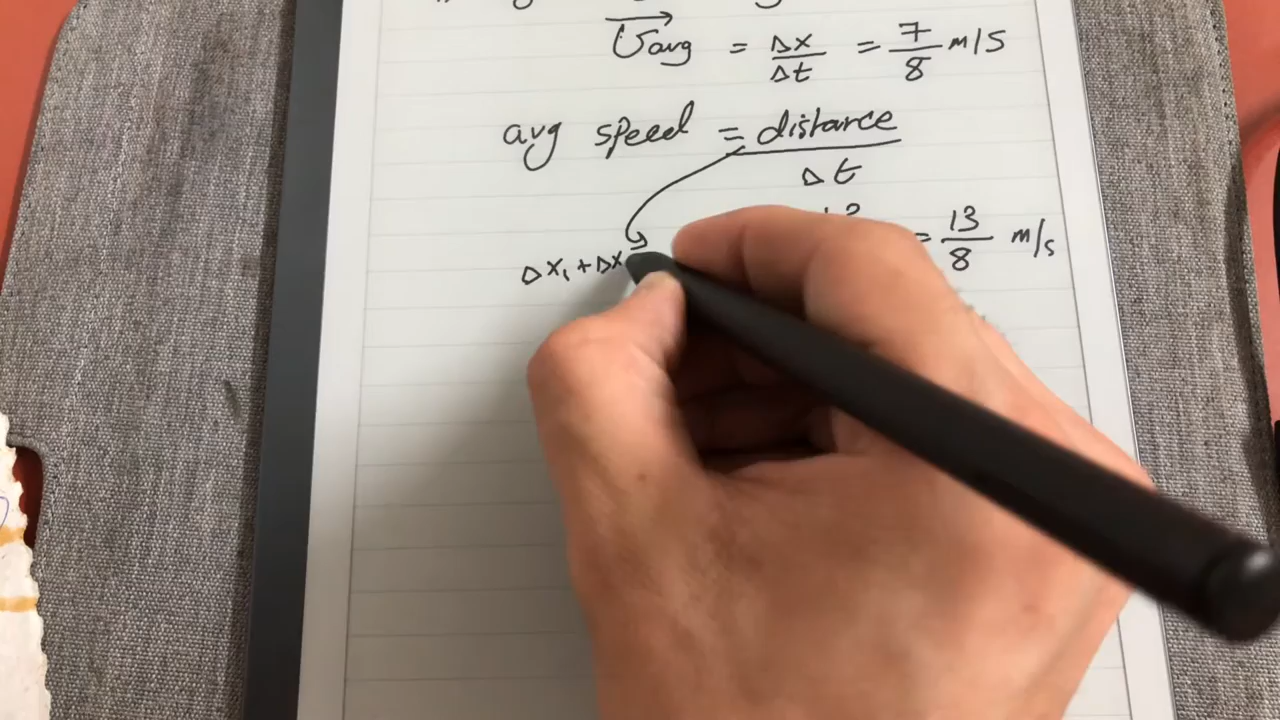 v⃗avg = Δx/Δt = 7/8 m/s
avg speed = distance/Δt
= 13/8 m/s
Δx₁ + Δx